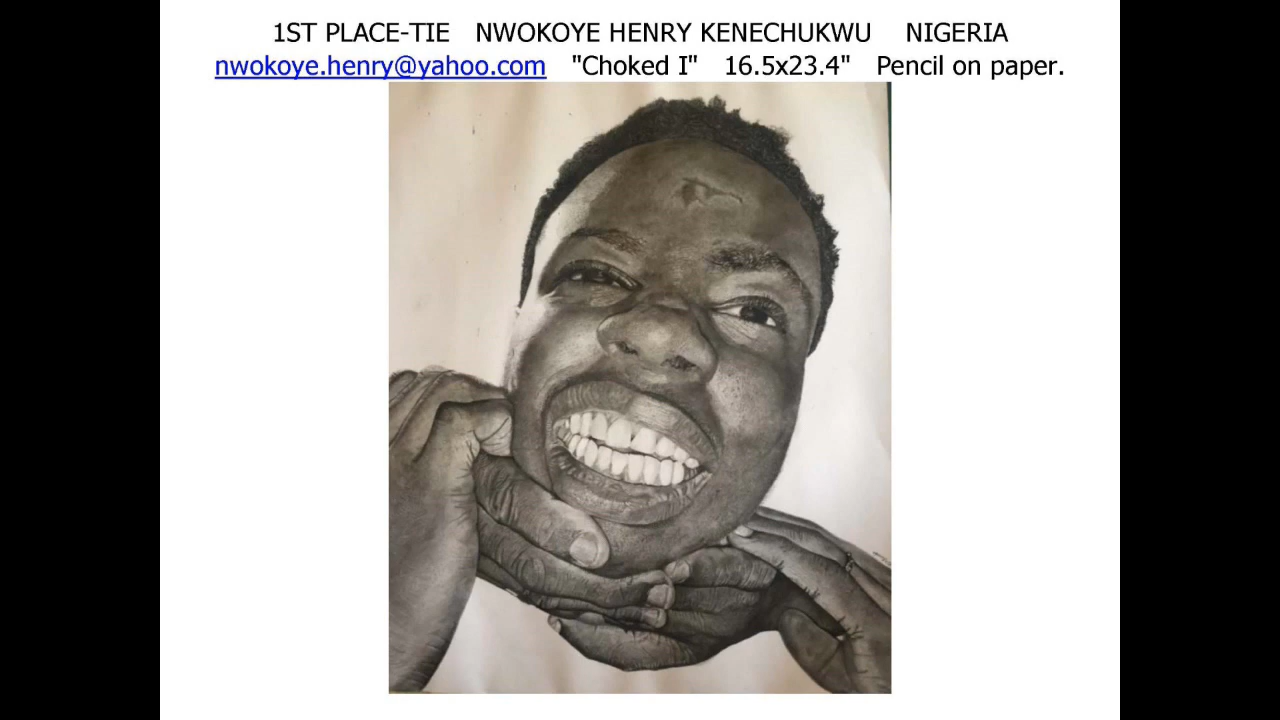 1ST PLACE-TIE NWOKOYE HENRY KENECHUKWU NIGERIA
nwokoye.henry@yahoo.com "Choked I" 16.5x23.4" Pencil on paper.